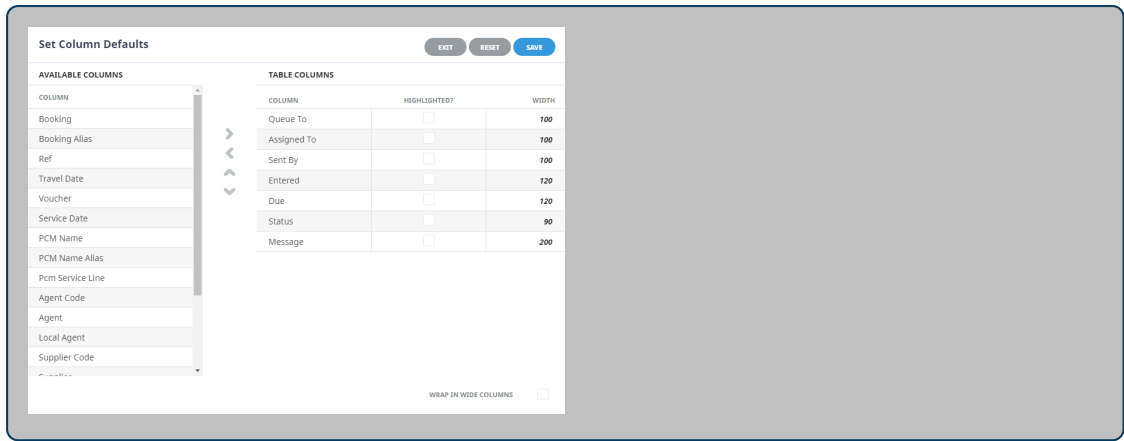 Set Column Defaults
EXIT RESET SAVE
AVAILABLE COLUMNS
COLUMN
Booking
Booking Alias
Ref
Travel Date
Voucher
Service Date
PCM Name
PCM Name Alias
Pcm Service Line
Agent Code
Agent
Local Agent
Supplier Code
Supplier
TABLE COLUMNS
COLUMN HIGHLIGHTED? WIDTH
Queue To 100
Assigned To 100
Sent By 100
Entered 120
Due 120
Status 90
Message 200
WRAP IN WIDE COLUMNS